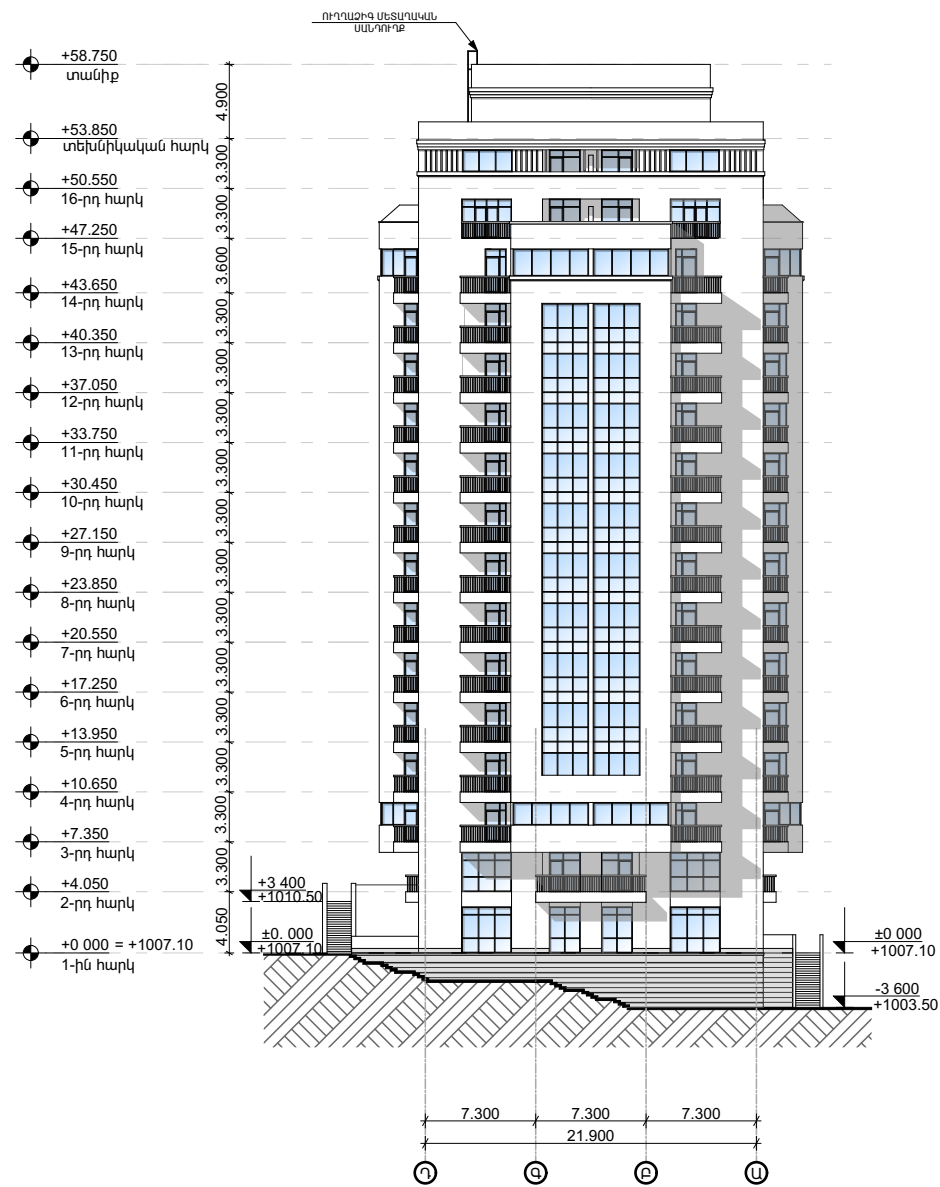 ՈՒՂՂԱՁԻԳ ՄԵՏԱՂԱԿԱՆ
ՍԱՆԴՈՒՂՔ
+58.750
տանիք
4.900
+53.850
տեխնիկական հարկ
3.300
+50.550
16-րդ հարկ
3.300
+47.250
15-րդ հարկ
3.600
+43.650
14-րդ հարկ
3.300
+40.350
13-րդ հարկ
3.300
+37.050
12-րդ հարկ
3.300
+33.750
11-րդ հարկ
3.300
+30.450
10-րդ հարկ
3.300
+27.150
9-րդ հարկ
3.300
+23.850
8-րդ հարկ
3.300
+20.550
7-րդ հարկ
3.300
+17.250
6-րդ հարկ
3.300
+13.950
5-րդ հարկ
3.300
+10.650
4-րդ հարկ
3.300
+7.350
3-րդ հարկ
3.300
+4.050
2-րդ հարկ
+3 400
+1010.50
4.050
+0 000 = +1007.10
1-ին հարկ
±0. 000
+1007.10
±0 000
+1007.10
-3 600
+1003.50
7.300 7.300 7.300
21.900
Դ Գ Բ Ա